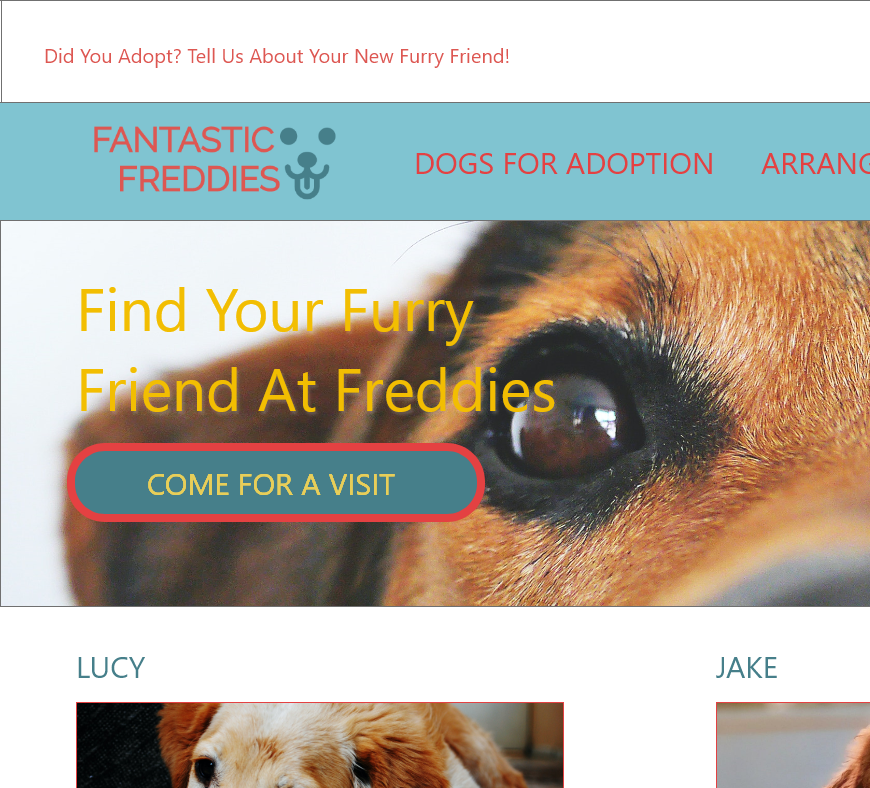 Did You Adopt? Tell Us About Your New Furry Friend!
FANTASTIC
FREDDIES
DOGS FOR ADOPTION
ARRANG
Find Your Furry
Friend At Freddies
COME FOR A VISIT
LUCY
JAKE